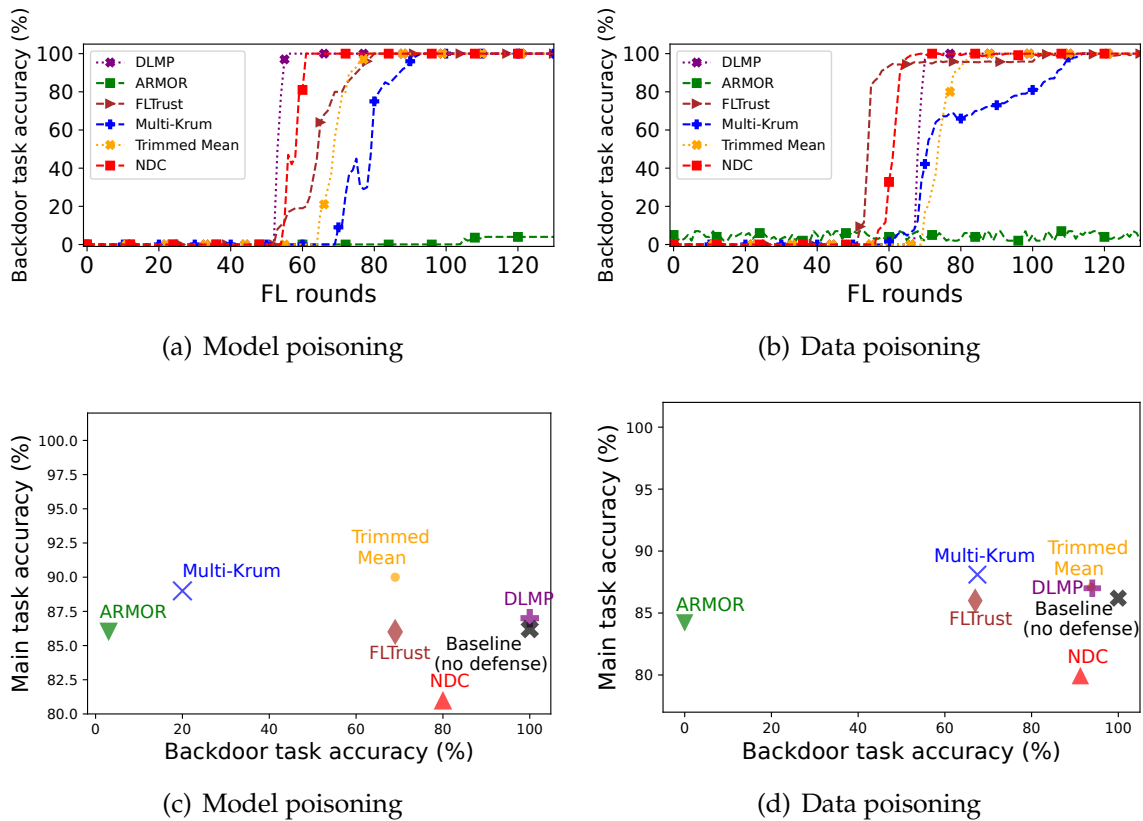 Backdoor task accuracy (%)
100
80
60
40
20
0
DLMP
ARMOR
FLTrust
Multi-Krum
Trimmed Mean
NDC
0 20 40 60 80 100 120
FL rounds
(a) Model poisoning
Backdoor task accuracy (%)
100
80
60
40
20
0
DLMP
ARMOR
FLTrust
Multi-Krum
Trimmed Mean
NDC
0 20 40 60 80 100 120
FL rounds
(b) Data poisoning
Main task accuracy (%)
100.0
97.5
95.0
92.5
90.0
87.5
85.0
82.5
80.0
Trimmed
Mean
Multi-Krum
ARMOR
DLMP
FLTrust
Baseline
(no defense)
NDC
0 20 40 60 80 100
Backdoor task accuracy (%)
(c) Model poisoning
Main task accuracy (%)
100
95
90
85
80
Multi-Krum
Trimmed
Mean
DLMP
ARMOR
FLTrust
Baseline
(no defense)
NDC
0 20 40 60 80 100
Backdoor task accuracy (%)
(d) Data poisoning